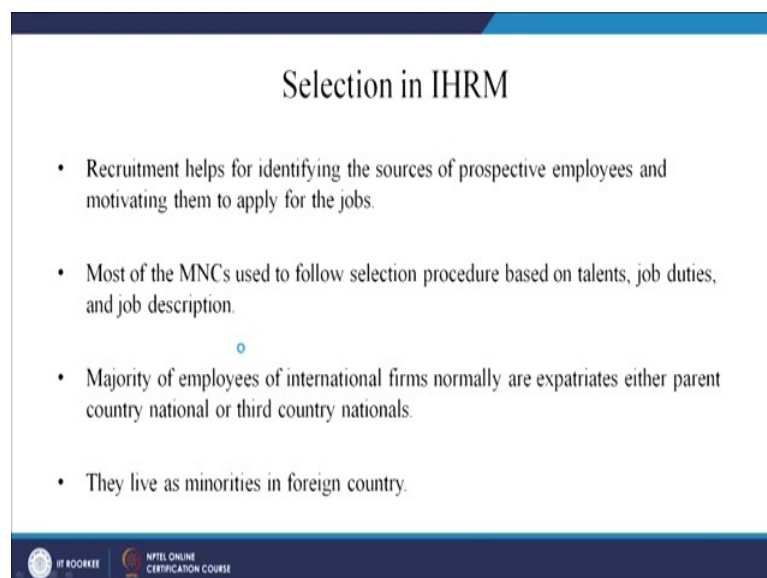 Selection in IHRM
• Recruitment helps for identifying the sources of prospective employees and
motivating them to apply for the jobs.
• Most of the MNCs used to follow selection procedure based on talents, job duties,
and job description.
• Majority of employees of international firms normally are expatriates either parent
country national or third country nationals.
• They live as minorities in foreign country.
IIT ROORKEE
NPTEL ONLINE
CERTIFICATION COURSE